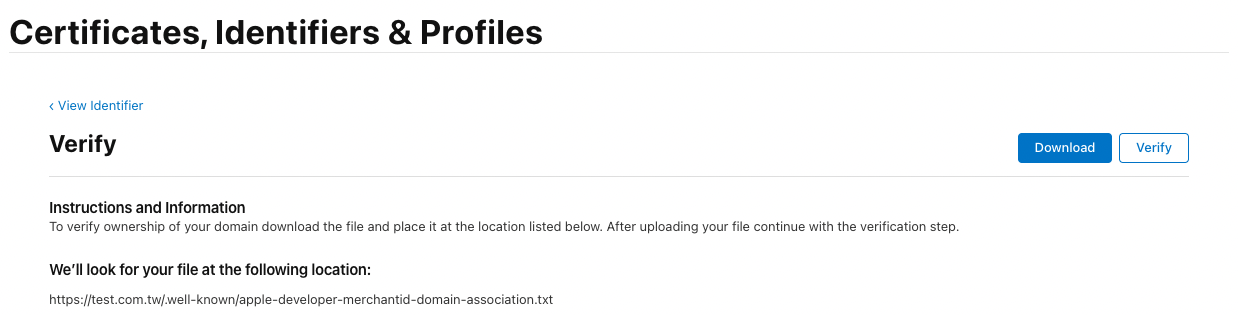 Certificates, Identifiers & Profiles
‹ View Identifier
Verify
Download
Verify
Instructions and Information
To verify ownership of your domain download the file and place it at the location listed below. After uploading your file continue with the verification step.
We’ll look for your file at the following location:
https://test.com.tw/.well-known/apple-developer-merchantid-domain-association.txt